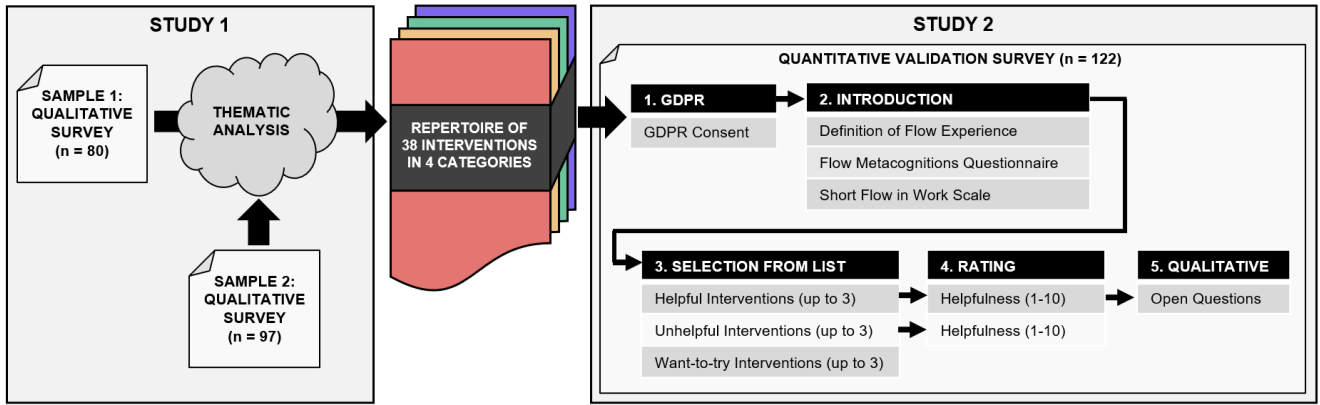 STUDY 1
SAMPLE 1:
QUALITATIVE
SURVEY
(n = 80)
THEMATIC
ANALYSIS
SAMPLE 2:
QUALITATIVE
SURVEY
(n = 97)
REPERTOIRE OF
38 INTERVENTIONS
IN 4 CATEGORIES
STUDY 2
QUANTITATIVE VALIDATION SURVEY (n = 122)
1. GDPR
GDPR Consent
2. INTRODUCTION
Definition of Flow Experience
Flow Metacognitions Questionnaire
Short Flow in Work Scale
3. SELECTION FROM LIST
Helpful Interventions (up to 3)
Unhelpful Interventions (up to 3)
Want-to-try Interventions (up to 3)
4. RATING
Helpfulness (1-10)
Helpfulness (1-10)
5. QUALITATIVE
Open Questions